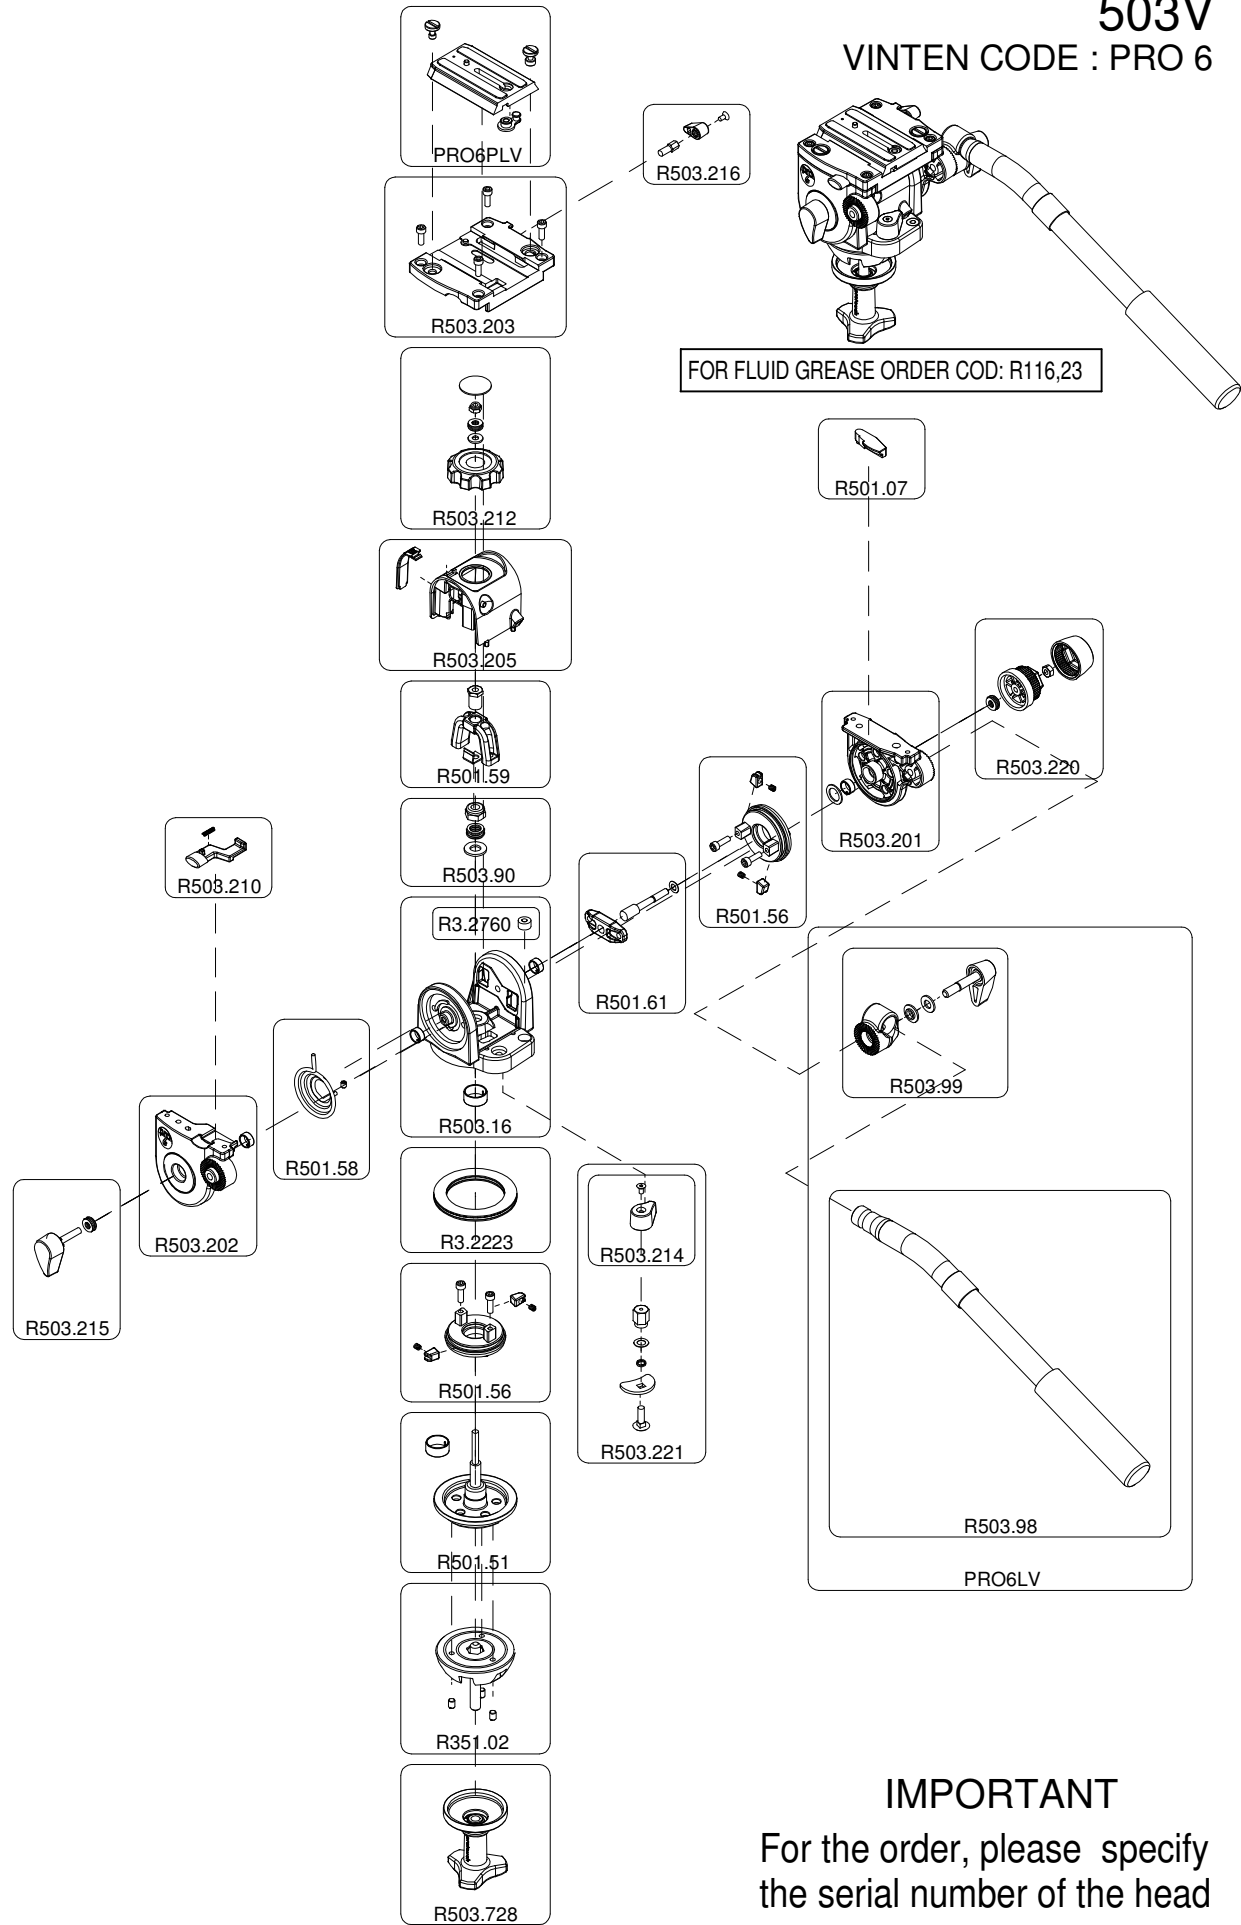 503V
VINTEN CODE : PRO 6
PRO6PLV
R503.216
R503.203
FOR FLUID GREASE ORDER COD: R116,23
R501.07
R503.212
R503.205
R501.59
R503.220
R503.201
R503.90
R503.210
R501.56
R3.2760
R501.61
R503.99
R503.16
R501.58
R503.202
R3.2223
R503.214
R503.215
R501.56
R503.221
R503.98
R501.51
PRO6LV
R351.02
R503.728
IMPORTANT
For the order, please specify
the serial number of the head